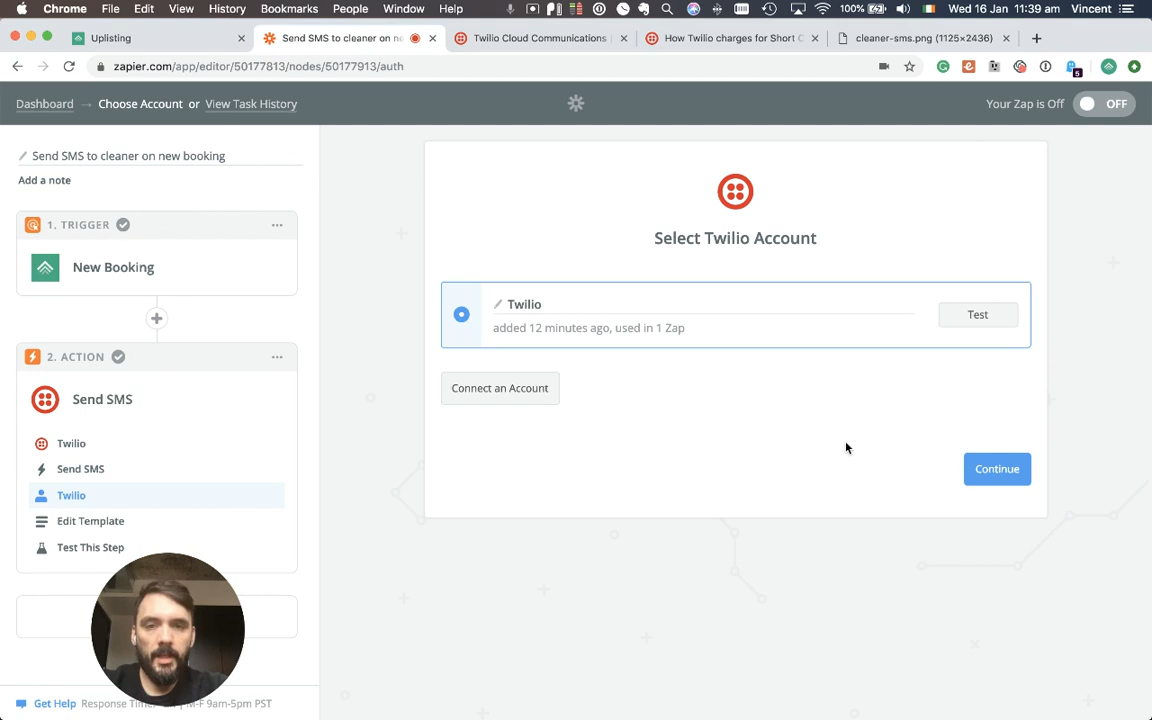 Chrome File Edit View History Bookmarks People Window Help 100% Wed 16 Jan 11:39 am Vincent
Uplisting
Send SMS to cleaner on ne
Twilio Cloud Communications
How Twilio charges for Short C
cleaner-sms.png (1125×2436)
zapier.com/app/editor/50177813/nodes/50177913/auth
5
Dashboard → Choose Account or View Task History
Your Zap is Off OFF
Send SMS to cleaner on new booking
Add a note
1. TRIGGER
New Booking
2. ACTION
Send SMS
Twilio
Send SMS
Twilio
Edit Template
Test This Step
Get Help Response Time: M-F 9am-5pm PST
Select Twilio Account
Twilio
added 12 minutes ago, used in 1 Zap
Test
Connect an Account
Continue